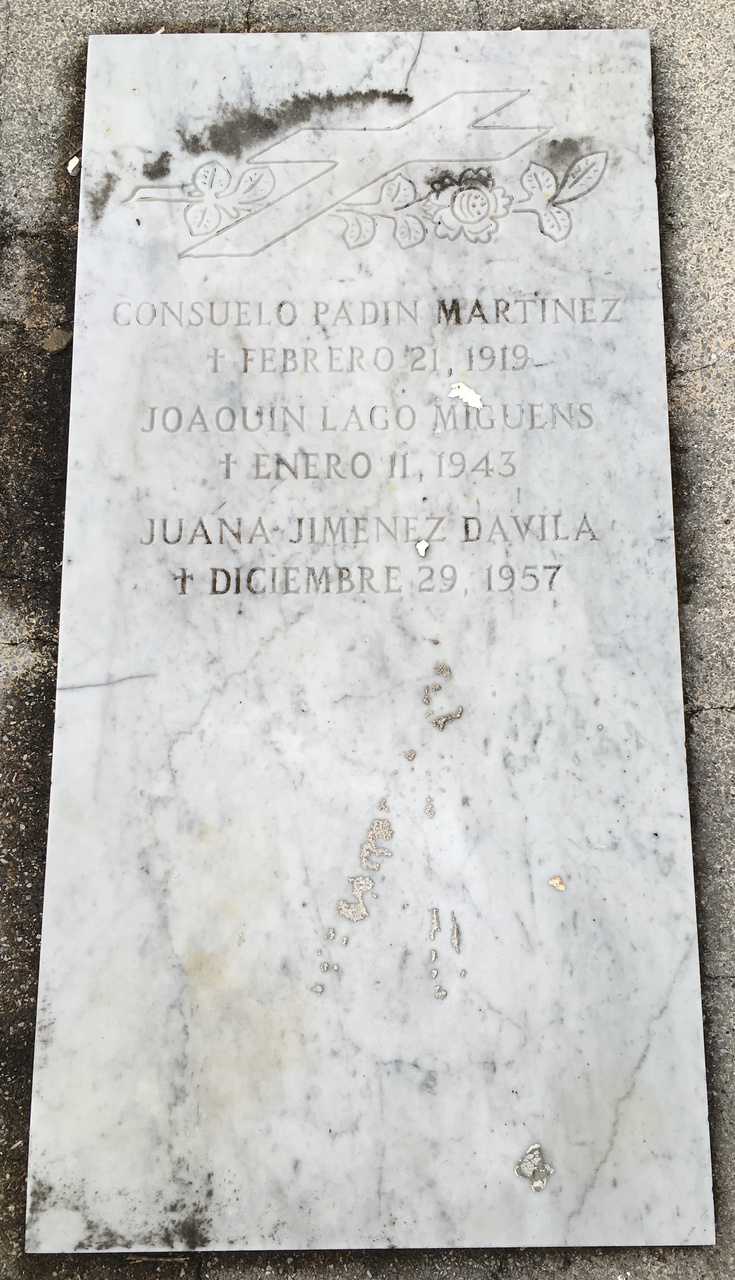 CONSUELO PADIN MARTINEZ
† FEBRERO 21, 1919
JOAQUIN LAGO MIGUENS
† ENERO 11, 1943
JUANA JIMENEZ DAVILA
† DICIEMBRE 29, 1957